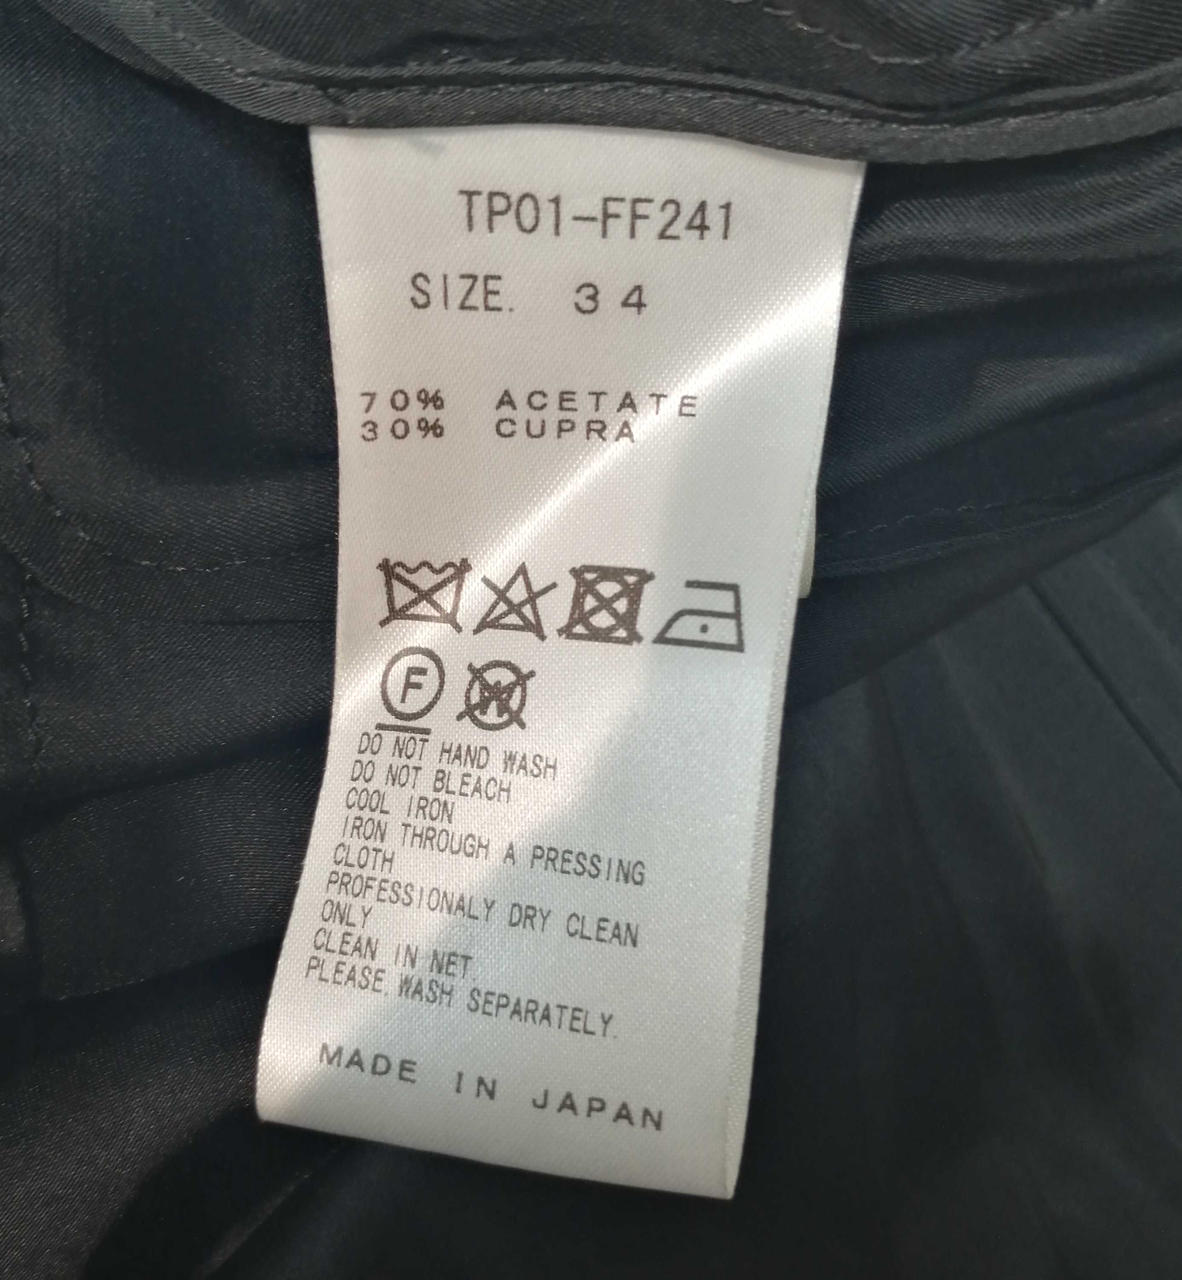 TP01-FF241
SIZE. 34
70% ACETATE
30% CUPRA
F W
DO NOT HAND WASH
DO NOT BLEACH
COOL IRON
IRON THROUGH A PRESSING
CLOTH
PROFESSIONALY DRY CLEAN
ONLY
CLEAN IN NET.
PLEASE. WASH SEPARATELY.
MADE IN JAPAN